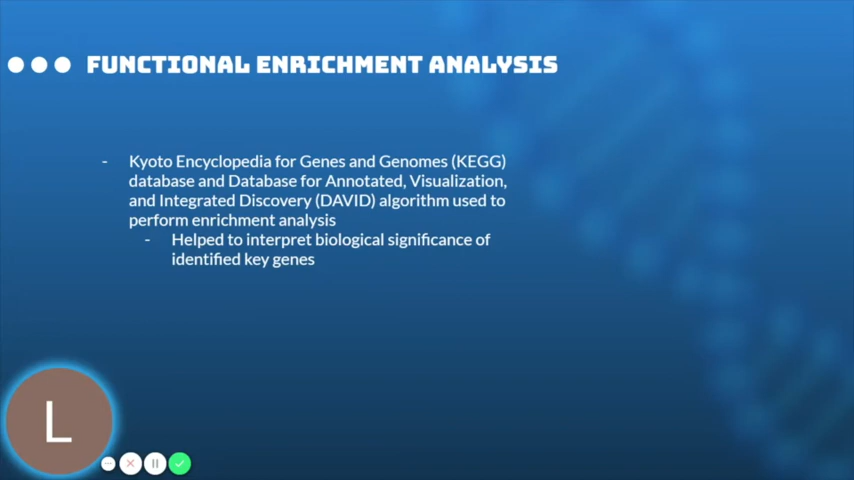 FUNCTIONAL ENRICHMENT ANALYSIS
- Kyoto Encyclopedia for Genes and Genomes (KEGG)
database and Database for Annotated, Visualization,
and Integrated Discovery (DAVID) algorithm used to
perform enrichment analysis
- Helped to interpret biological significance of
identified key genes
L